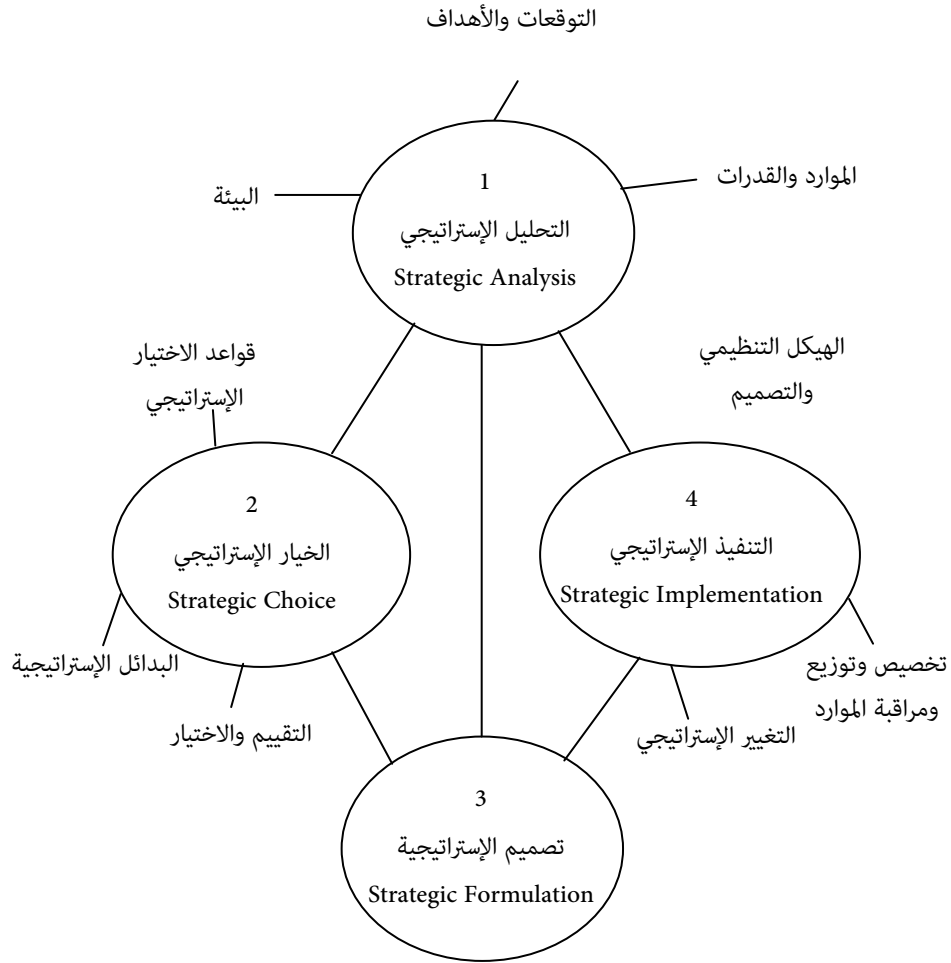 التوقعات والأهداف
الموارد والقدرات
البيئة
1
التحليل الإستراتيجي
Strategic Analysis
قواعد الاختيار
الإستراتيجي
الهيكل التنظيمي
والتصميم
2
الخيار الإستراتيجي
Strategic Choice
4
التنفيذ الإستراتيجي
Strategic Implementation
البدائل الإستراتيجية
التقييم والاختيار
تخصيص وتوزيع
ومراقبة الموارد
التغيير الإستراتيجي
3
تصميم الإستراتيجية
Strategic Formulation